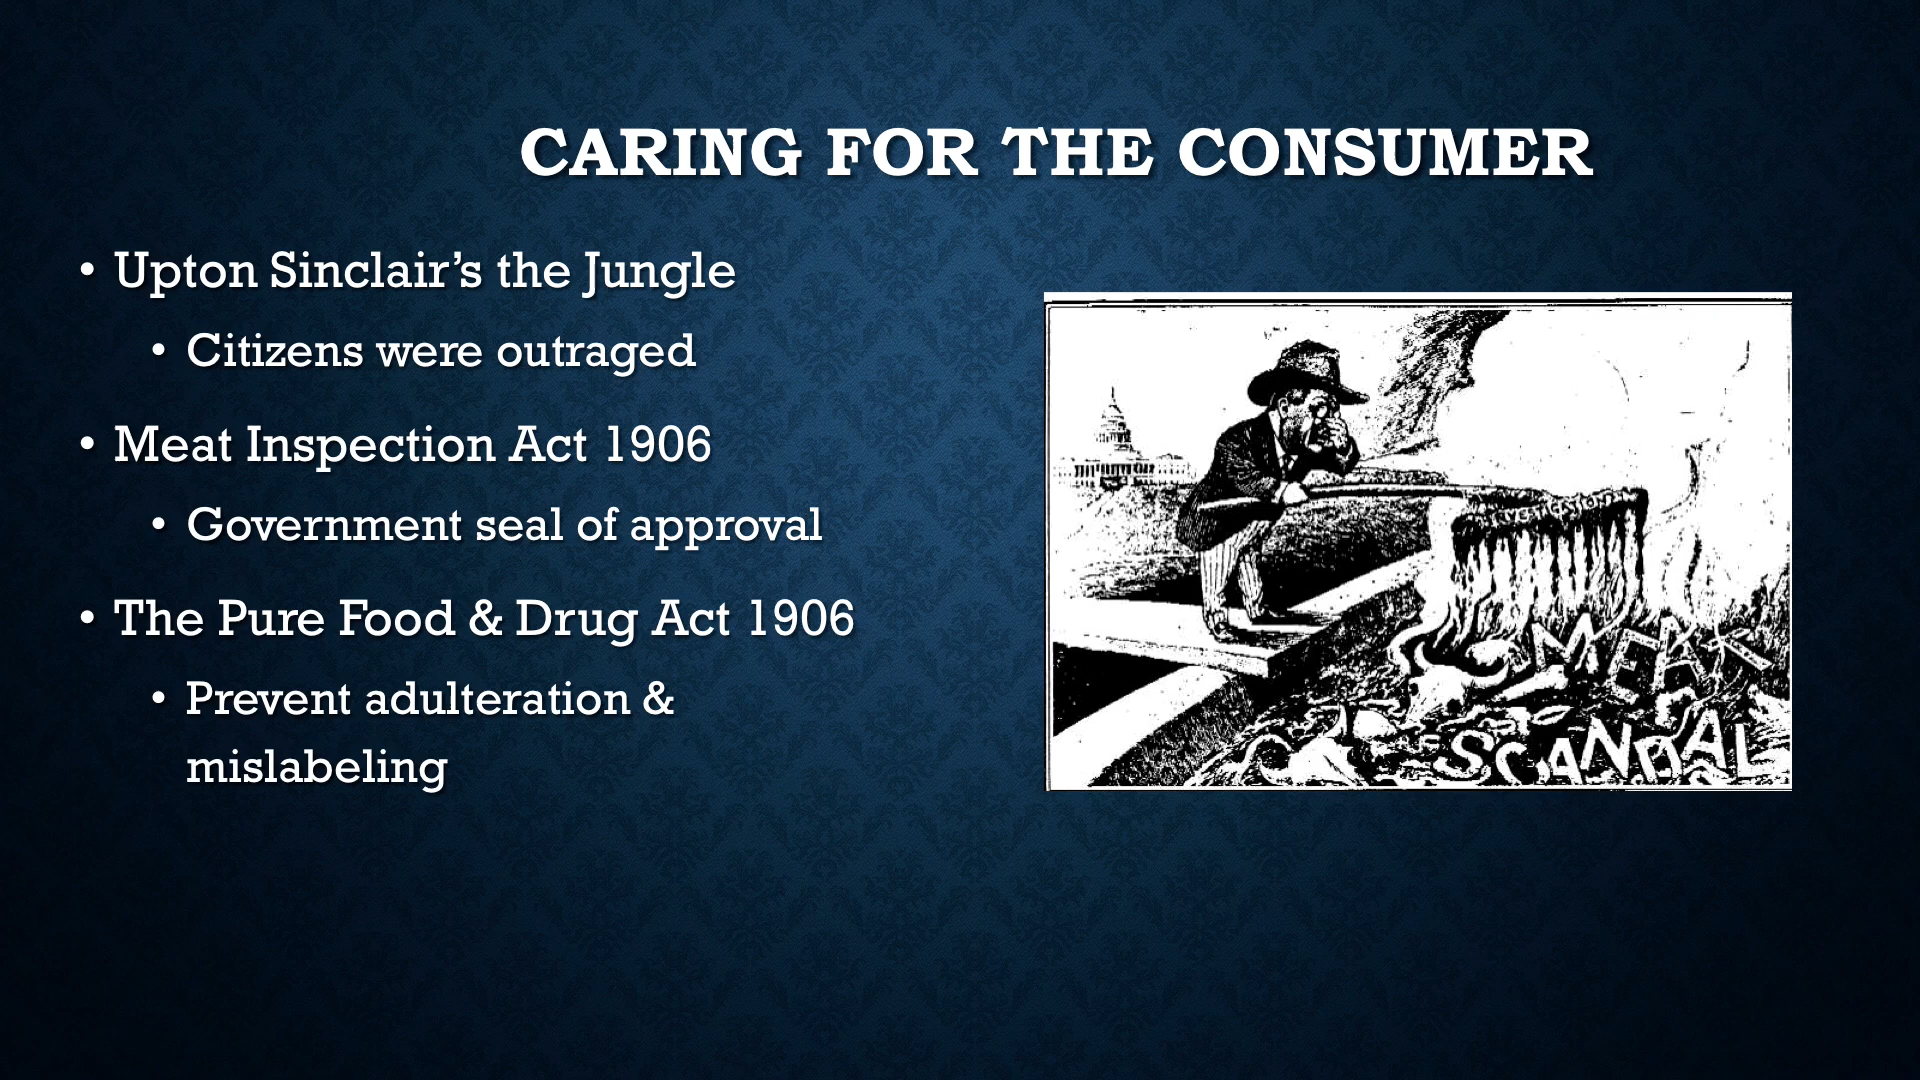 CARING FOR THE CONSUMER
• Upton Sinclair’s the Jungle
• Citizens were outraged
• Meat Inspection Act 1906
• Government seal of approval
• The Pure Food & Drug Act 1906
• Prevent adulteration &
mislabeling
MEAT
SCANDAL